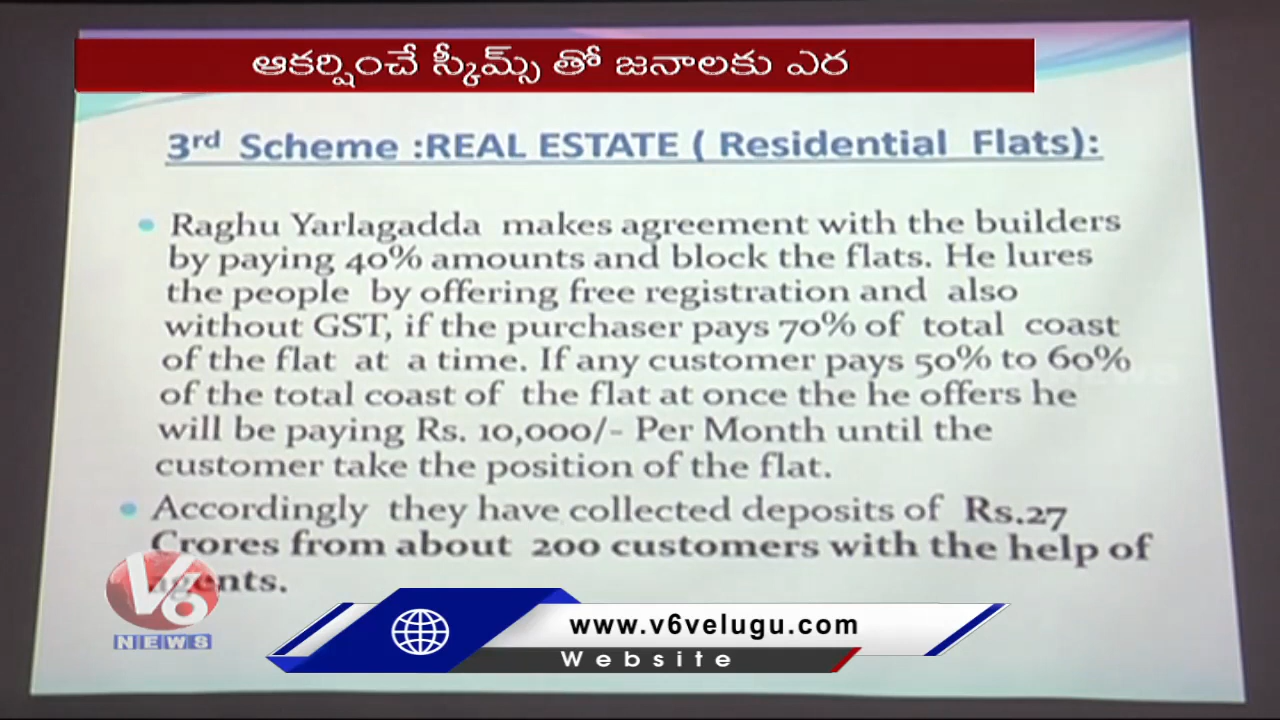 ఆకర్షించే స్కీమ్స్ తో జనాలకు ఎర
3rd Scheme :REAL ESTATE ( Residential Flats):
• Raghu Yarlagadda makes agreement with the builders
by paying 40% amounts and block the flats. He lures
the people by offering free registration and also
without GST, if the purchaser pays 70% of total coast
of the flat at a time. If any customer pays 50% to 60%
of the total coast of the flat at once the he offers he
will be paying Rs. 10,000/- Per Month until the
customer take the position of the flat.
• Accordingly they have collected deposits of Rs.27
Crores from about 200 customers with the help of
agents.
V6
NEWS
www.v6velugu.com
Website